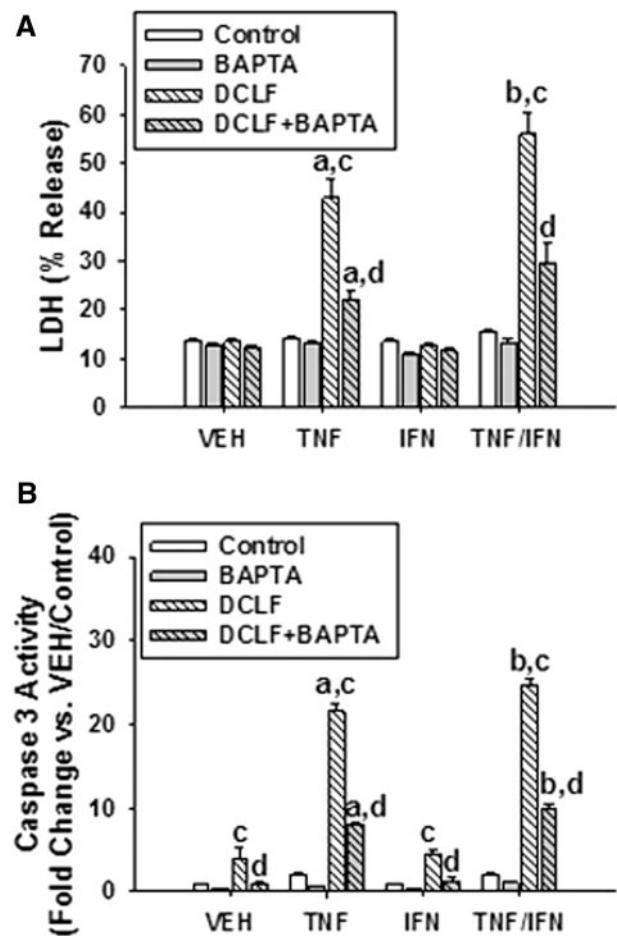 A
Control
BAPTA
DCLF
DCLF+BAPTA
70
60
50
40
30
20
10
0
LDH (% Release)
a,c
a,d
b,c
d
VEH TNF IFN TNF/IFN
B
Control
BAPTA
DCLF
DCLF+BAPTA
40
30
20
10
0
Caspase 3 Activity
(Fold Change vs. VEH/Control)
c
d
a,c
a,d
c
d
b,c
b,d
VEH TNF IFN TNF/IFN